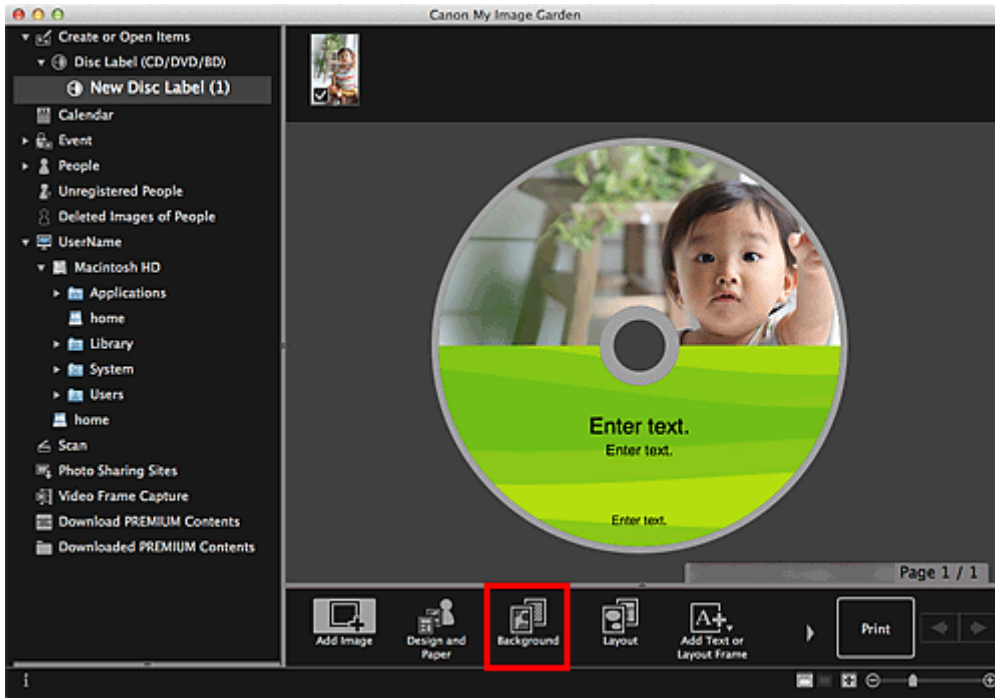 Canon My Image Garden
Create or Open Items
Disc Label (CD/DVD/BD)
New Disc Label (1)
Calendar
Event
People
Unregistered People
Deleted Images of People
UserName
Macintosh HD
Applications
home
Library
System
Users
home
Scan
Photo Sharing Sites
Video Frame Capture
Download PREMIUM Contents
Downloaded PREMIUM Contents
Enter text.
Enter text.
Enter text.
Page 1 / 1
Add Image
Design and
Paper
Background
Layout
Add Text or
Layout Frame
Print